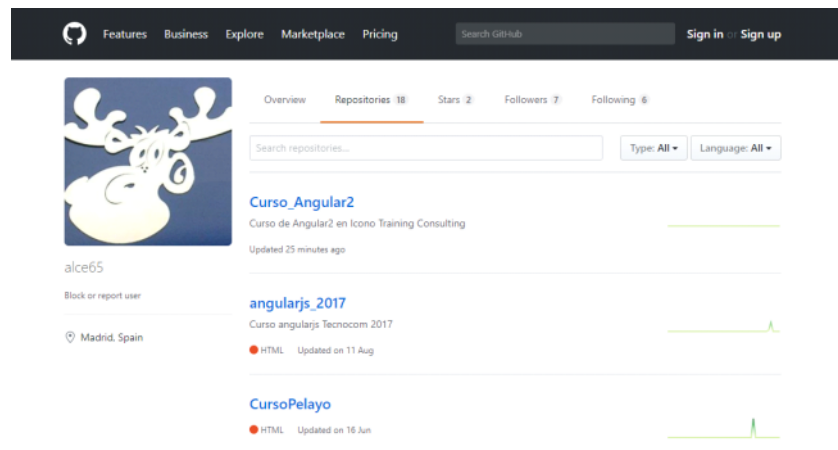 Features Business Explore Marketplace Pricing Search GitHub Sign in or Sign up
Overview Repositories 18 Stars 2 Followers 7 Following 6
Search repositories... Type: All Language: All
Curso_Angular2
Curso de Angular2 en Icono Training Consulting
Updated 25 minutes ago
alce65
Block or report user
angularjs_2017
Curso angularjs Tecnocom 2017
Madrid, Spain
HTML Updated on 11 Aug
CursoPelayo
HTML Updated on 16 Jun